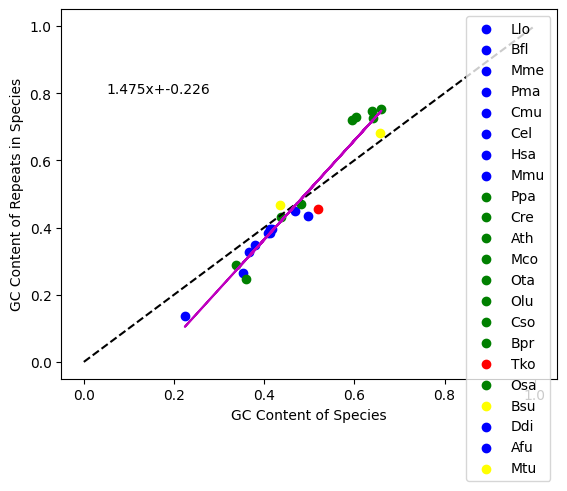 GC Content of Repeats in Species
1.0
0.8
0.6
0.4
0.2
0.0
1.475x+-0.226
0.0
0.2
0.4
0.6
0.8
1.0
GC Content of Species
Llo
Bfl
Mme
Pma
Cmu
Cel
Hsa
Mmu
Ppa
Cre
Ath
Mco
Ota
Olu
Cso
Bpr
Tko
Osa
Bsu
Ddi
Afu
Mtu